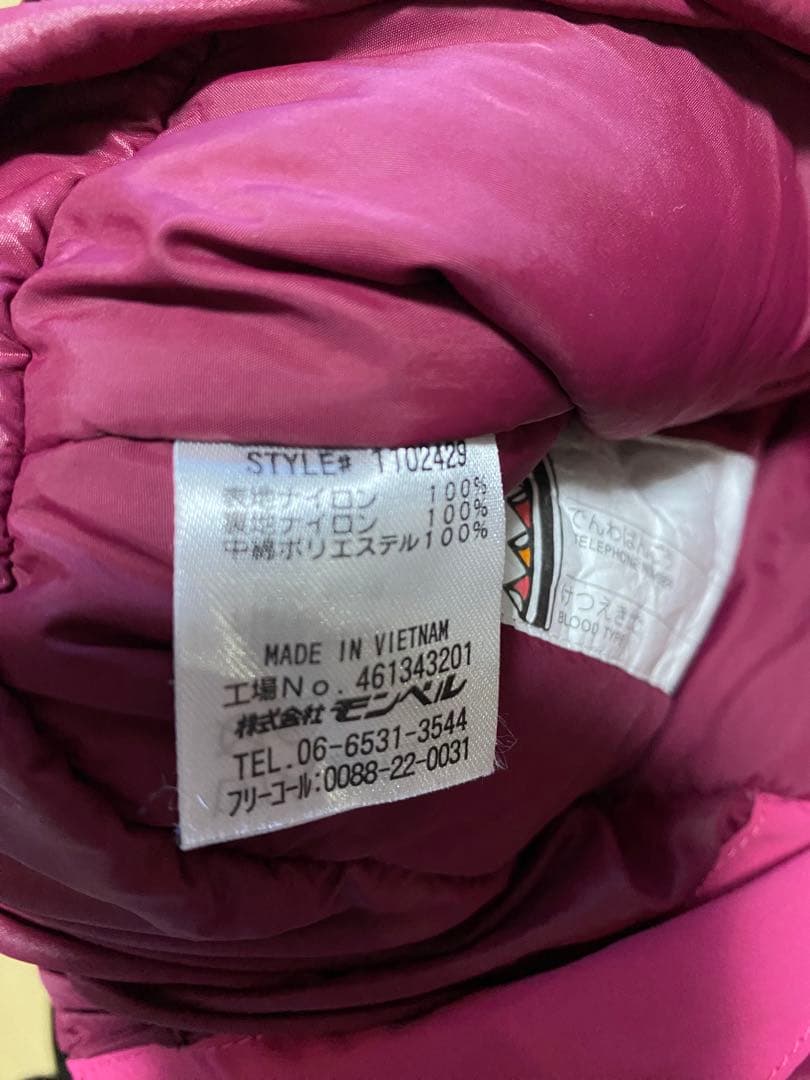 STYLE# 1102429
表地ナイロン 100%
裏地ナイロン 100%
中綿ポリエステル100%
MADE IN VIETNAM
工場No. 461343201
株式会社モンベル
TEL.06-6531-3544
フリーコール:0088-22-0031
でんわばんごう
TELEPHONE NUMBER
けつえきがた
BLOOD TYPE